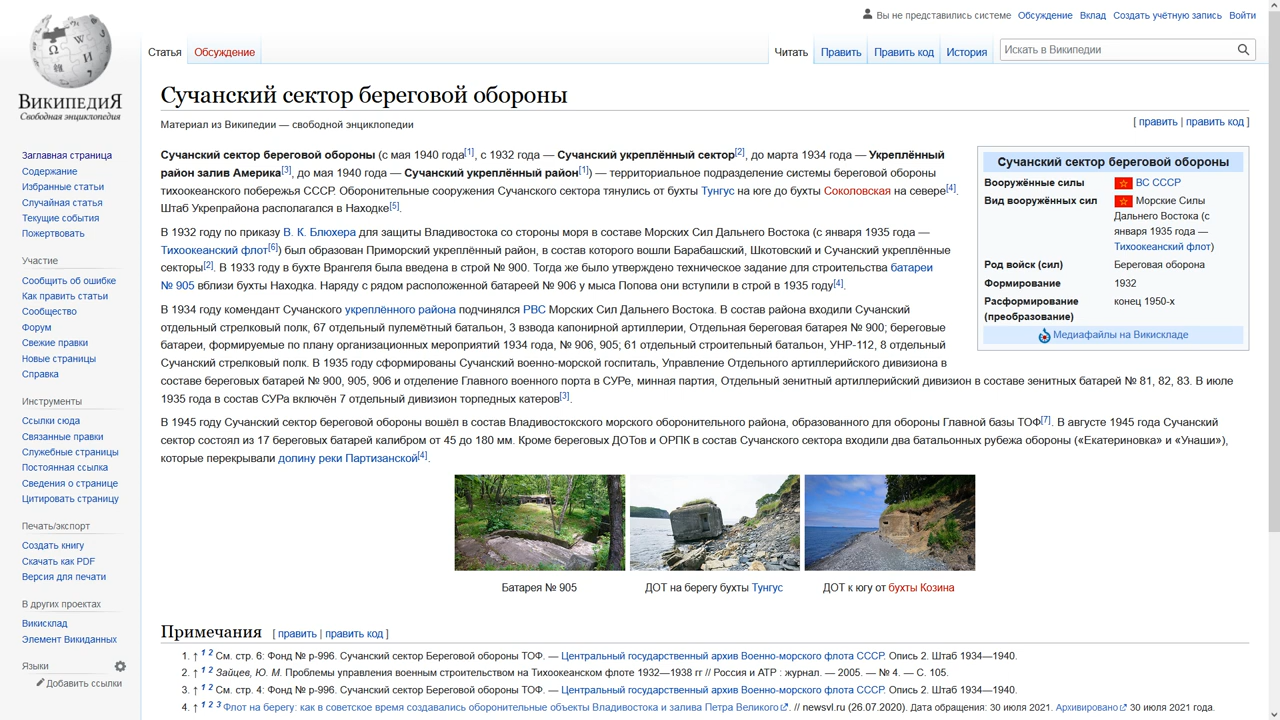 Вы не представились системе Обсуждение Вклад Создать учётную запись Войти
Статья Обсуждение Читать Править Править код История Искать в Википедии
ВикипедиЯ
Свободная энциклопедия
Заглавная страница
Содержание
Избранные статьи
Случайная статья
Текущие события
Пожертвовать
Участие
Сообщить об ошибке
Как править статьи
Сообщество
Форум
Свежие правки
Новые страницы
Справка
Инструменты
Ссылки сюда
Связанные правки
Служебные страницы
Постоянная ссылка
Сведения о странице
Цитировать страницу
Печать/экспорт
Создать книгу
Скачать как PDF
Версия для печати
В других проектах
Викисклад
Элемент Викиданных
Языки
Добавить ссылки
Сучанский сектор береговой обороны
Материал из Википедии — свободной энциклопедии
[ править | править код ]
Сучанский сектор береговой обороны (с мая 1940 года[1], с 1932 года — Сучанский укреплённый сектор[2], до марта 1934 года — Укреплённый
район залив Америка[3], до мая 1940 года — Сучанский укреплённый район[1]) — территориальное подразделение системы береговой обороны
тихоокеанского побережья СССР. Оборонительные сооружения Сучанского сектора тянулись от бухты Тунгус на юге до бухты Соколовская на севере[4].
Штаб Укрепрайона располагался в Находке[5].
В 1932 году по приказу В. К. Блюхера для защиты Владивостока со стороны моря в составе Морских Сил Дальнего Востока (с января 1935 года —
Тихоокеанский флот[6]) был образован Приморский укреплённый район, в состав которого вошли Барабашский, Шкотовский и Сучанский укреплённые
секторы[2]. В 1933 году в бухте Врангеля была введена в строй № 900. Тогда же было утверждено техническое задание для строительства батареи
№ 905 вблизи бухты Находка. Наряду с рядом расположенной батареей № 906 у мыса Попова они вступили в строй в 1935 году[4].
В 1934 году комендант Сучанского укреплённого района подчинялся РВС Морских Сил Дальнего Востока. В состав района входили Сучанский
отдельный стрелковый полк, 67 отдельный пулемётный батальон, 3 взвода капонирной артиллерии, Отдельная береговая батарея № 900; береговые
батареи, формируемые по плану организационных мероприятий 1934 года, № 906, 905; 61 отдельный строительный батальон, УНР-112, 8 отдельный
Сучанский стрелковый полк. В 1935 году сформированы Сучанский военно-морской госпиталь, Управление Отдельного артиллерийского дивизиона в
составе береговых батарей № 900, 905, 906 и отделение Главного военного порта в СУРе, минная партия, Отдельный зенитный артиллерийский дивизион в составе зенитных батарей № 81, 82, 83. В июле
1935 года в состав СУРа включён 7 отдельный дивизион торпедных катеров[3].
В 1945 году Сучанский сектор береговой обороны вошёл в состав Владивостокского морского оборонительного района, образованного для обороны Главной базы ТОФ[7]. В августе 1945 года Сучанский
сектор состоял из 17 береговых батарей калибром от 45 до 180 мм. Кроме береговых ДОТов и ОРПК в состав Сучанского сектора входили два батальонных рубежа обороны («Екатериновка» и «Унаши»),
которые перекрывали долину реки Партизанской[4].
Сучанский сектор береговой обороны
Вооружённые силы ВС СССР
Вид вооружённых сил Морские Силы
Дальнего Востока (с
января 1935 года —
Тихоокеанский флот)
Род войск (сил) Береговая оборона
Формирование 1932
Расформирование конец 1950-х
(преобразование)
Медиафайлы на Викискладе
Батарея № 905 ДОТ на берегу бухты Тунгус ДОТ к югу от бухты Козина
Примечания [ править | править код ]
1. ↑ 1 2 См. стр. 6: Фонд № р-996. Сучанский сектор Береговой обороны ТОФ. — Центральный государственный архив Военно-морского флота СССР. Опись 2. Штат 1934—1940.
2. ↑ 1 2 Зайцев, Ю. М. Проблемы управления военным строительством на Тихоокеанском флоте 1932—1938 гг // Россия и АТР : журнал. — 2005. — № 4. — С. 105.
3. ↑ 1 2 См. стр. 4: Фонд № р-996. Сучанский сектор Береговой обороны ТОФ. — Центральный государственный архив Военно-морского флота СССР. Опись 2. Штат 1934—1940.
4. ↑ 1 2 3 Флот на берегу: как в советское время создавались оборонительные объекты Владивостока и залива Петра Великого. // newsvl.ru (26.07.2020). Дата обращения: 30 июля 2021. Архивировано 30 июля 2021 года.